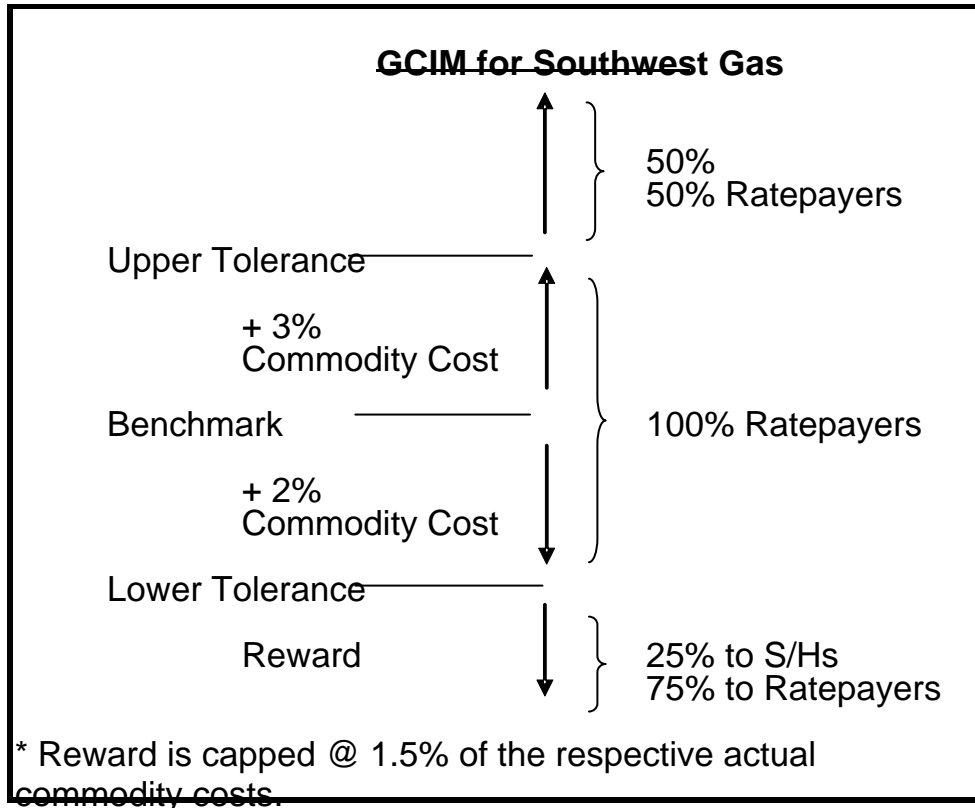 GCIM for Southwest Gas
50%
50% Ratepayers
Upper Tolerance
+ 3%
Commodity Cost
Benchmark
100% Ratepayers
+ 2%
Commodity Cost
Lower Tolerance
Reward
25% to S/Hs
75% to Ratepayers
* Reward is capped @ 1.5% of the respective actual
commodity costs.